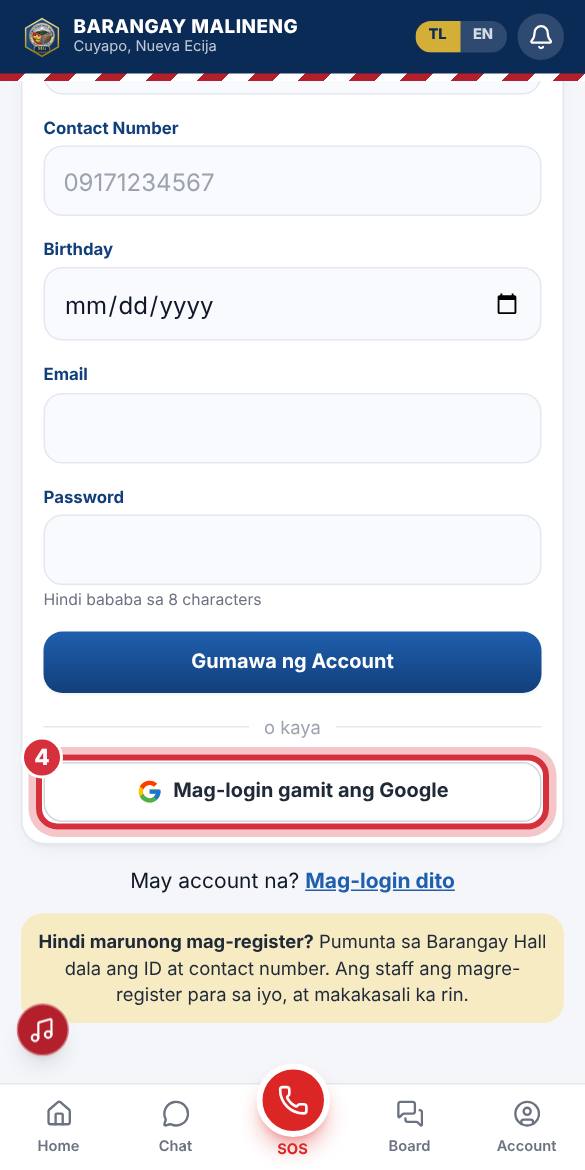 BARANGAY MALINENG
Cuyapo, Nueva Ecija
TL EN
Contact Number
09171234567
Birthday
mm/dd/yyyy
Email
Password
Hindi bababa sa 8 characters
Gumawa ng Account
o kaya
4
Mag-login gamit ang Google
May account na? Mag-login dito
Hindi marunong mag-register? Pumunta sa Barangay Hall
dala ang ID at contact number. Ang staff ang magre-
register para sa iyo, at makakasali ka rin.
Home
Chat
SOS
Board
Account